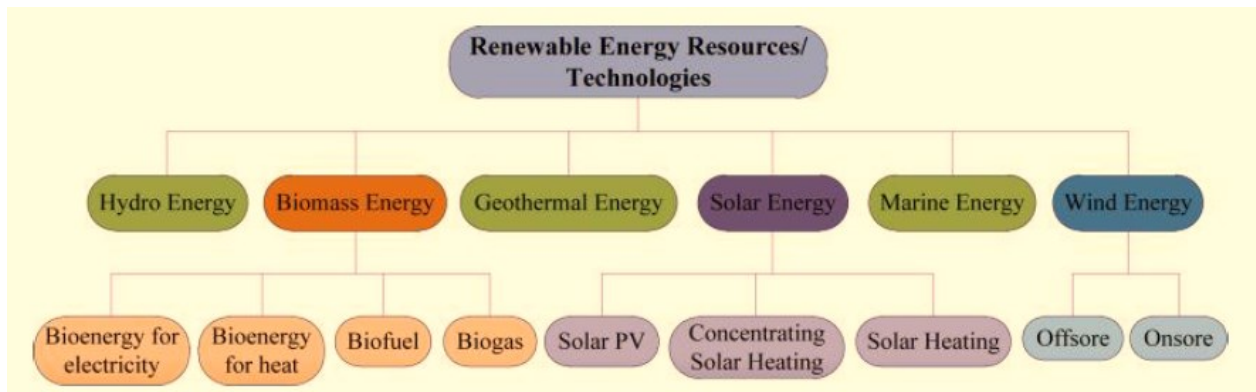 Renewable Energy Resources/
Technologies
Hydro Energy
Biomass Energy
Geothermal Energy
Solar Energy
Marine Energy
Wind Energy
Bioenergy for
electricity
Bioenergy
for heat
Biofuel
Biogas
Solar PV
Concentrating
Solar Heating
Solar Heating
Offsore
Onsore